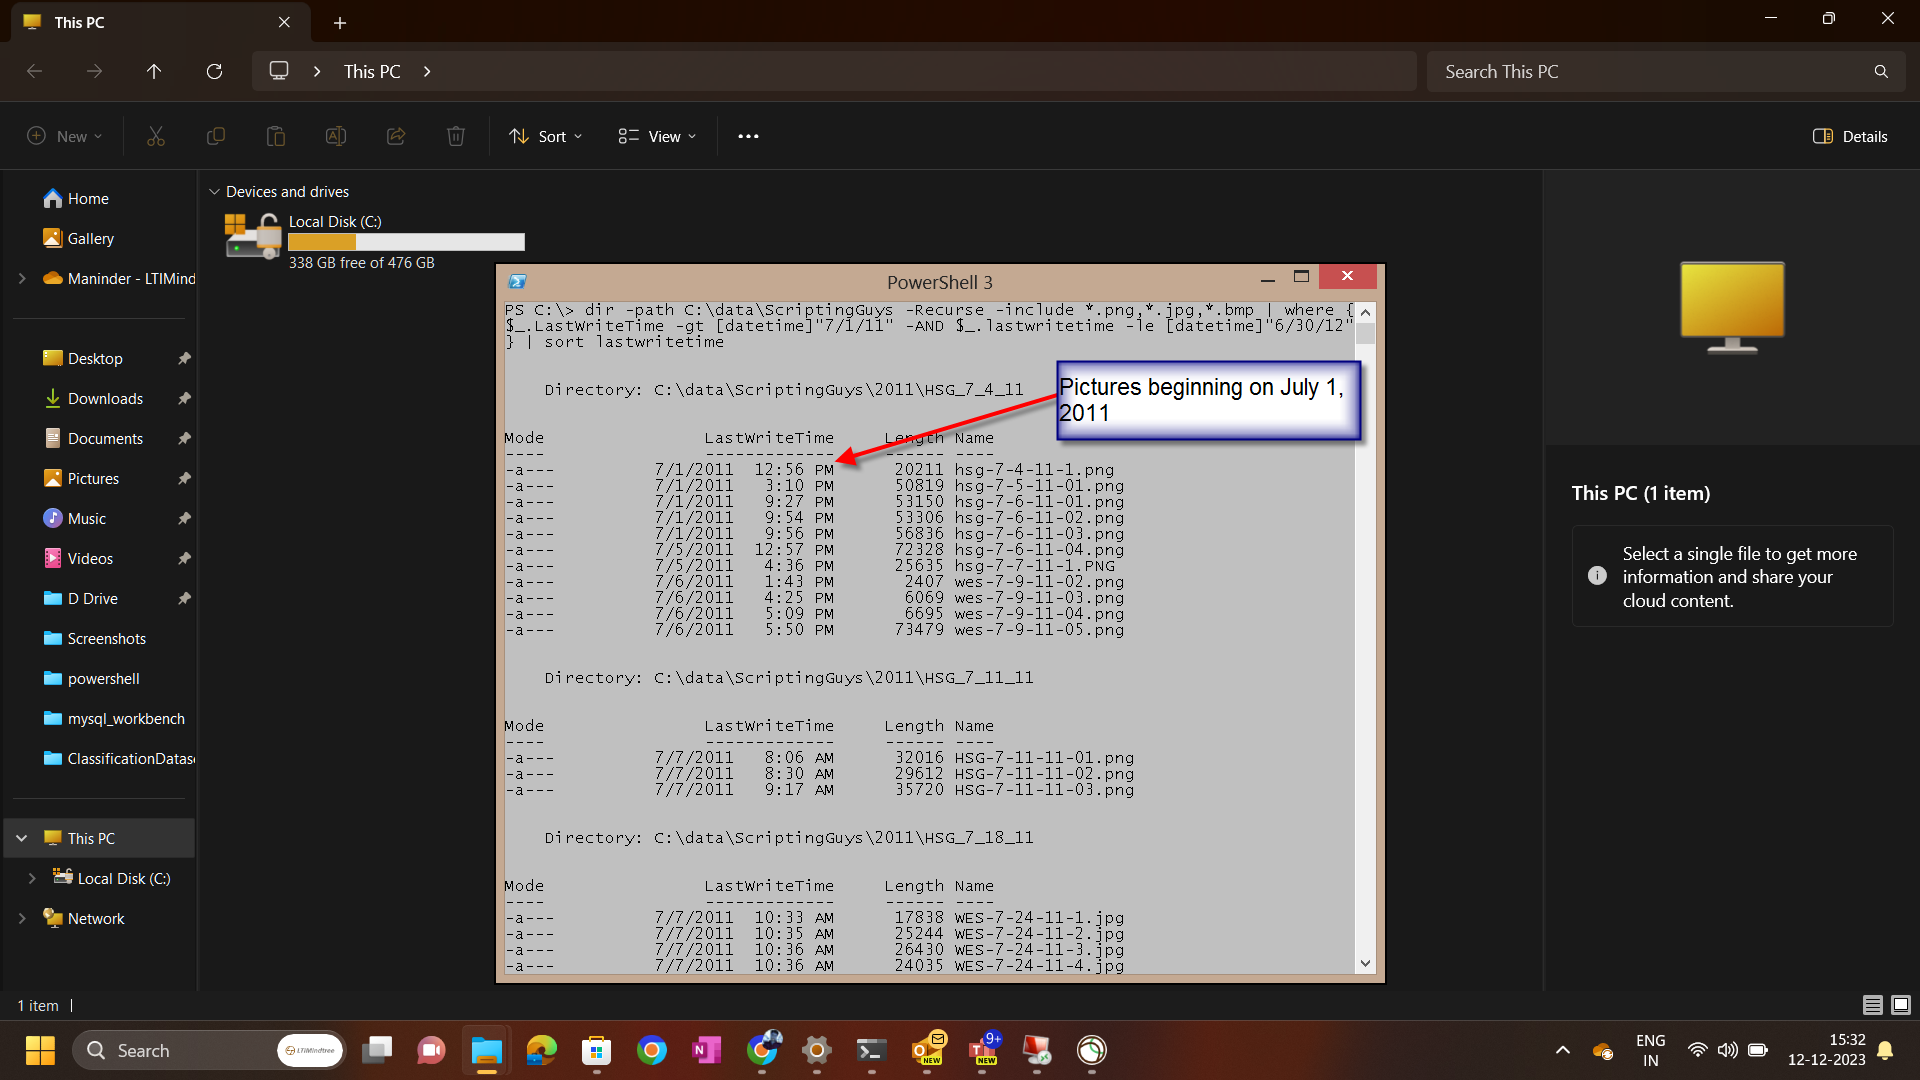 This PC
This PC
Search This PC
New
Sort
View
Details
Home
Gallery
Maninder - LTIMind
Desktop
Downloads
Documents
Pictures
Music
Videos
D Drive
Screenshots
powershell
mysql_workbench
ClassificationDatase
This PC
Local Disk (C:)
Network
Devices and drives
Local Disk (C:)
338 GB free of 476 GB
PowerShell 3
PS C:\> dir -path C:\data\ScriptingGuys -Recurse -include *.png,*.jpg,*.bmp | where {
$_.LastWriteTime -gt [datetime]"7/1/11" -AND $_.lastwritetime -le [datetime]"6/30/12"
} | sort lastwritetime
Directory: C:\data\ScriptingGuys\2011\HSG_7_4_11
Pictures beginning on July 1,
2011
Mode LastWriteTime Length Name
---- ------------- ------ ----
-a--- 7/1/2011 12:56 PM 20211 hsg-7-4-11-1.png
-a--- 7/1/2011 3:10 PM 50819 hsg-7-5-11-01.png
-a--- 7/1/2011 9:27 PM 53150 hsg-7-6-11-01.png
-a--- 7/1/2011 9:54 PM 53306 hsg-7-6-11-02.png
-a--- 7/1/2011 9:56 PM 56836 hsg-7-6-11-03.png
-a--- 7/5/2011 12:57 PM 72328 hsg-7-6-11-04.png
-a--- 7/5/2011 4:36 PM 25635 hsg-7-7-11-1.PNG
-a--- 7/6/2011 1:43 PM 2407 wes-7-9-11-02.png
-a--- 7/6/2011 4:25 PM 6069 wes-7-9-11-03.png
-a--- 7/6/2011 5:09 PM 6695 wes-7-9-11-04.png
-a--- 7/6/2011 5:50 PM 73479 wes-7-9-11-05.png
Directory: C:\data\ScriptingGuys\2011\HSG_7_11_11
Mode LastWriteTime Length Name
---- ------------- ------ ----
-a--- 7/7/2011 8:06 AM 32016 HSG-7-11-11-01.png
-a--- 7/7/2011 8:30 AM 29612 HSG-7-11-11-02.png
-a--- 7/7/2011 9:17 AM 35720 HSG-7-11-11-03.png
Directory: C:\data\ScriptingGuys\2011\HSG_7_18_11
Mode LastWriteTime Length Name
---- ------------- ------ ----
-a--- 7/7/2011 10:33 AM 17838 WES-7-24-11-1.jpg
-a--- 7/7/2011 10:35 AM 25244 WES-7-24-11-2.jpg
-a--- 7/7/2011 10:36 AM 26430 WES-7-24-11-3.jpg
-a--- 7/7/2011 10:36 AM 24035 WES-7-24-11-4.jpg
This PC (1 item)
Select a single file to get more
information and share your
cloud content.
1 item
Search
LTIMindtree
NEW
9+
NEW
ENG
IN
15:32
12-12-2023